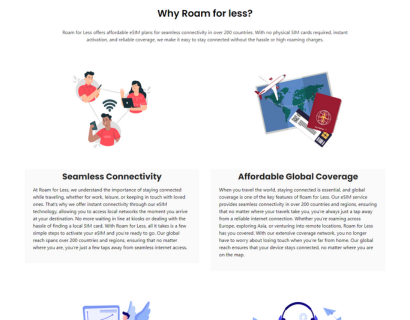 Why Roam for less?
Roam for Less offers affordable eSIM plans for seamless connectivity in over 200 countries. With no physical SIM cards required, instant
activation, and reliable coverage, we make it easy to stay connected without the hassle or high roaming charges.
Seamless Connectivity
At Roam for Less, we understand the importance of staying connected
while traveling, whether for work, leisure, or keeping in touch with loved
ones. That's why we offer instant connectivity through our eSIM
technology, allowing you to access local networks the moment you arrive
at your destination. No more waiting in line at kiosks or dealing with the
hassle of finding a local SIM card. With Roam for Less, all it takes is a few
simple steps to activate your eSIM and you're ready to go. Our global
reach spans over 200 countries and regions, ensuring that no matter
where you are, you're just a few taps away from seamless internet access.
Affordable Global Coverage
When you travel the world, staying connected is essential, and global
coverage is one of the key features of Roam for Less. Our eSIM service
provides seamless connectivity in over 200 countries and regions, ensuring
that no matter where your travels take you, you're always just a tap away
from a reliable internet connection. Whether you're roaming across
Europe, exploring Asia, or venturing into remote locations, Roam for Less
has you covered. With our extensive network coverage, you no longer
have to worry about losing touch when you're far from home. Our global
reach ensures that your device stays connected, no matter where you are
on the map.